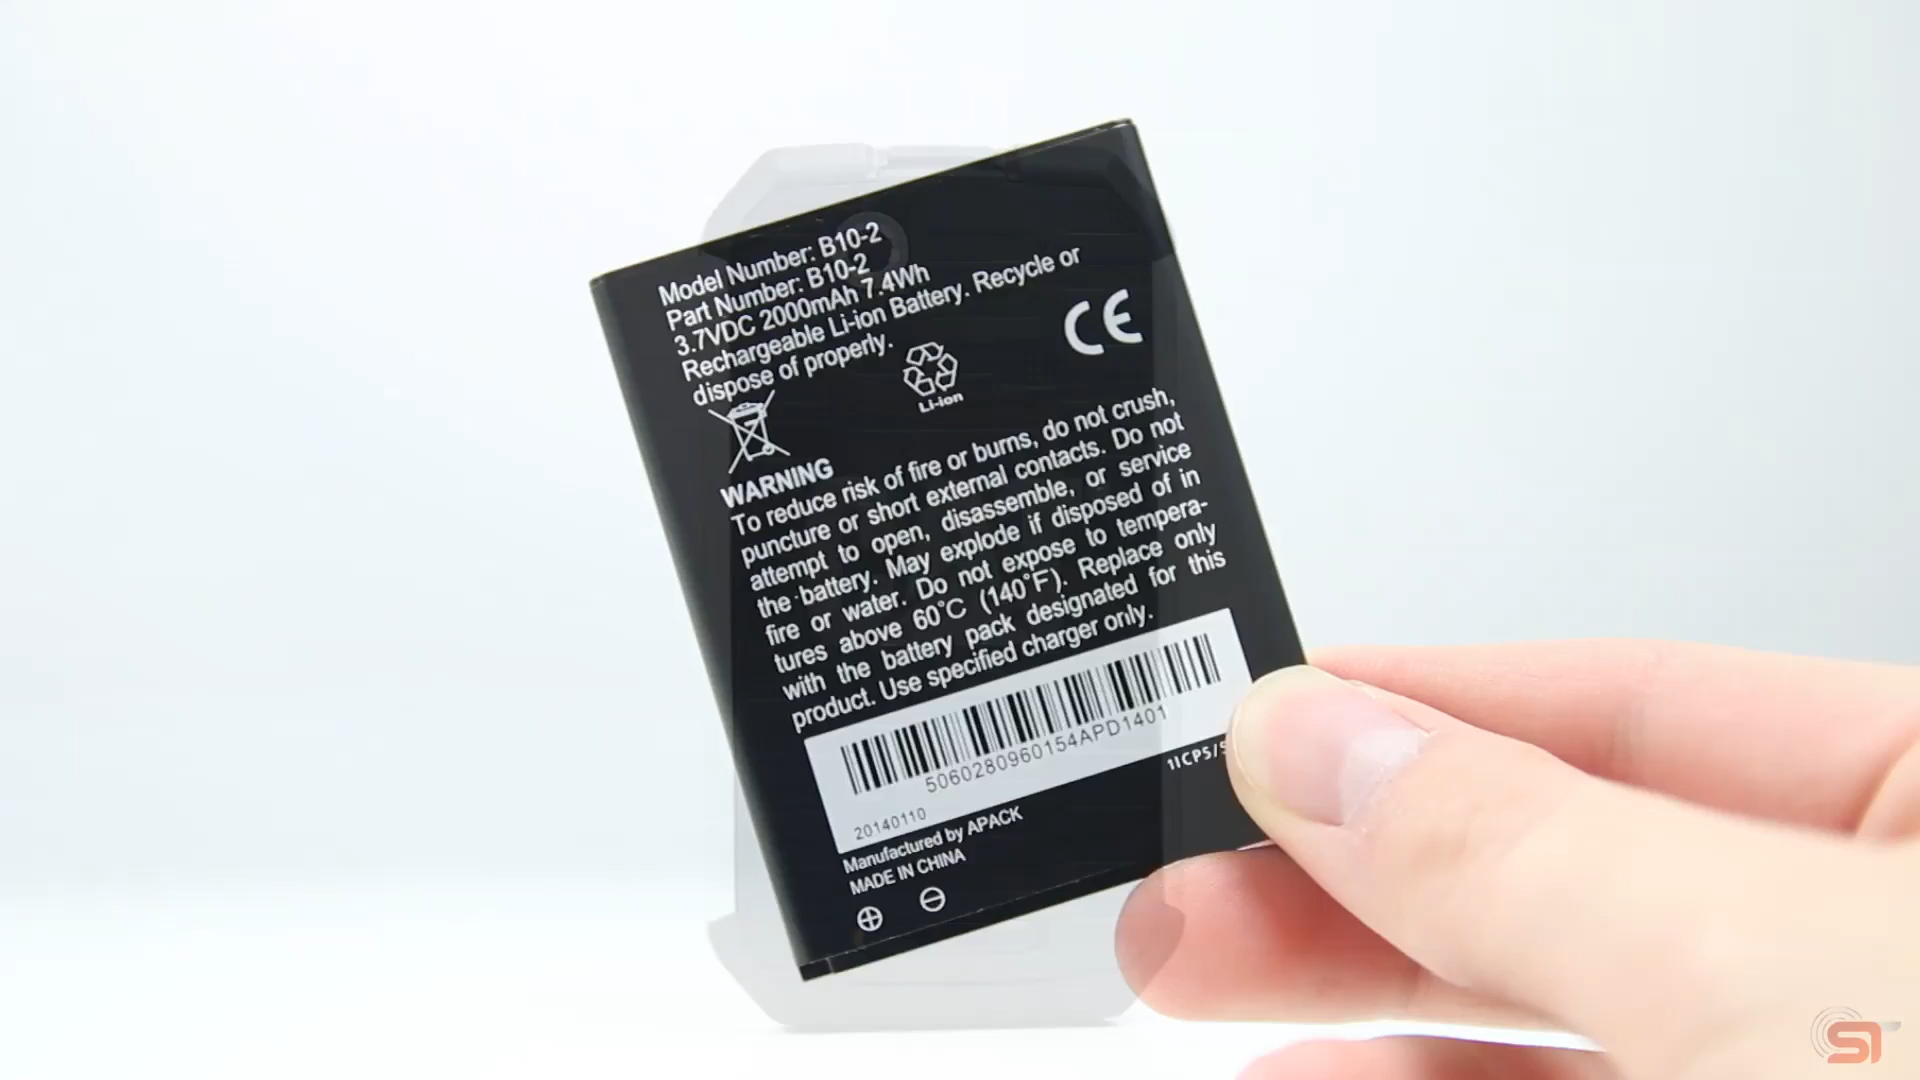 Model Number: B10-2
Part Number: B10-2
3.7VDC 2000mAh 7.4Wh
Rechargeable Li-ion Battery. Recycle or
dispose of properly.
CE
Li-ion
WARNING
To reduce risk of fire or burns, do not crush,
puncture or short external contacts. Do not
attempt to open, disassemble, or service
the battery. May explode if disposed of in
fire or water. Do not expose to tempera-
tures above 60°C (140°F). Replace only
with the battery pack designated for this
product. Use specified charger only.
5060280960154APD1401
20140110
1ICP5/5
Manufactured by APACK
MADE IN CHINA
ST